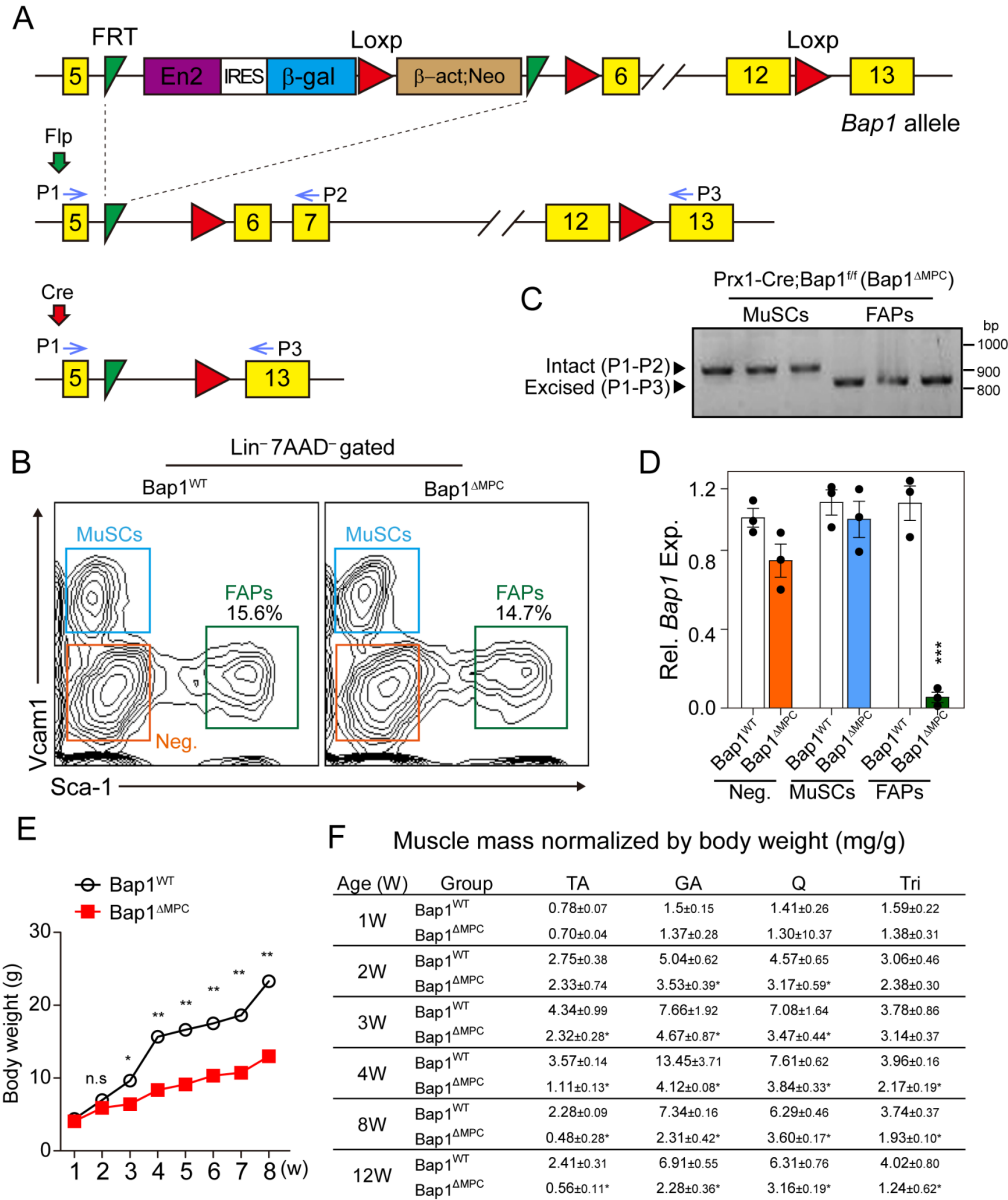 A
FRT
Loxp
Loxp
5
En2
IRES
β-gal
β–act;Neo
6
12
13
Bap1 allele
Flp
P1
P2
P3
5
6
7
12
13
Cre
P1
P3
5
13
C
Prx1-Cre;Bap1f/f (Bap1ΔMPC)
MuSCs
FAPs
bp
1000
Intact (P1-P2)
900
Excised (P1-P3)
800
B
Lin– 7AAD–-gated
Bap1WT
Bap1ΔMPC
MuSCs
FAPs
15.6%
Neg.
MuSCs
FAPs
14.7%
Vcam1
Sca-1
D
Rel. Bap1 Exp.
1.2
0.8
0.4
0.0
***
Bap1WT
Bap1ΔMPC
Bap1WT
Bap1ΔMPC
Bap1WT
Bap1ΔMPC
Neg.
MuSCs
FAPs
E
Bap1WT
Bap1ΔMPC
Body weight (g)
30
20
10
0
n.s
*
**
**
**
**
**
1 2 3 4 5 6 7 8 (w)
F
Muscle mass normalized by body weight (mg/g)
Age (W) Group TA GA Q Tri
1W
Bap1WT 0.78±0.07 1.5±0.15 1.41±0.26 1.59±0.22
Bap1ΔMPC 0.70±0.04 1.37±0.28 1.30±10.37 1.38±0.31
2W
Bap1WT 2.75±0.38 5.04±0.62 4.57±0.65 3.06±0.46
Bap1ΔMPC 2.33±0.74 3.53±0.39* 3.17±0.59* 2.38±0.30
3W
Bap1WT 4.34±0.99 7.66±1.92 7.08±1.64 3.78±0.86
Bap1ΔMPC 2.32±0.28* 4.67±0.87* 3.47±0.44* 3.14±0.37
4W
Bap1WT 3.57±0.14 13.45±3.71 7.61±0.62 3.96±0.16
Bap1ΔMPC 1.11±0.13* 4.12±0.08* 3.84±0.33* 2.17±0.19*
8W
Bap1WT 2.28±0.09 7.34±0.16 6.29±0.46 3.74±0.37
Bap1ΔMPC 0.48±0.28* 2.31±0.42* 3.60±0.17* 1.93±0.10*
12W
Bap1WT 2.41±0.31 6.91±0.55 6.31±0.76 4.02±0.80
Bap1ΔMPC 0.56±0.11* 2.28±0.36* 3.16±0.19* 1.24±0.62*